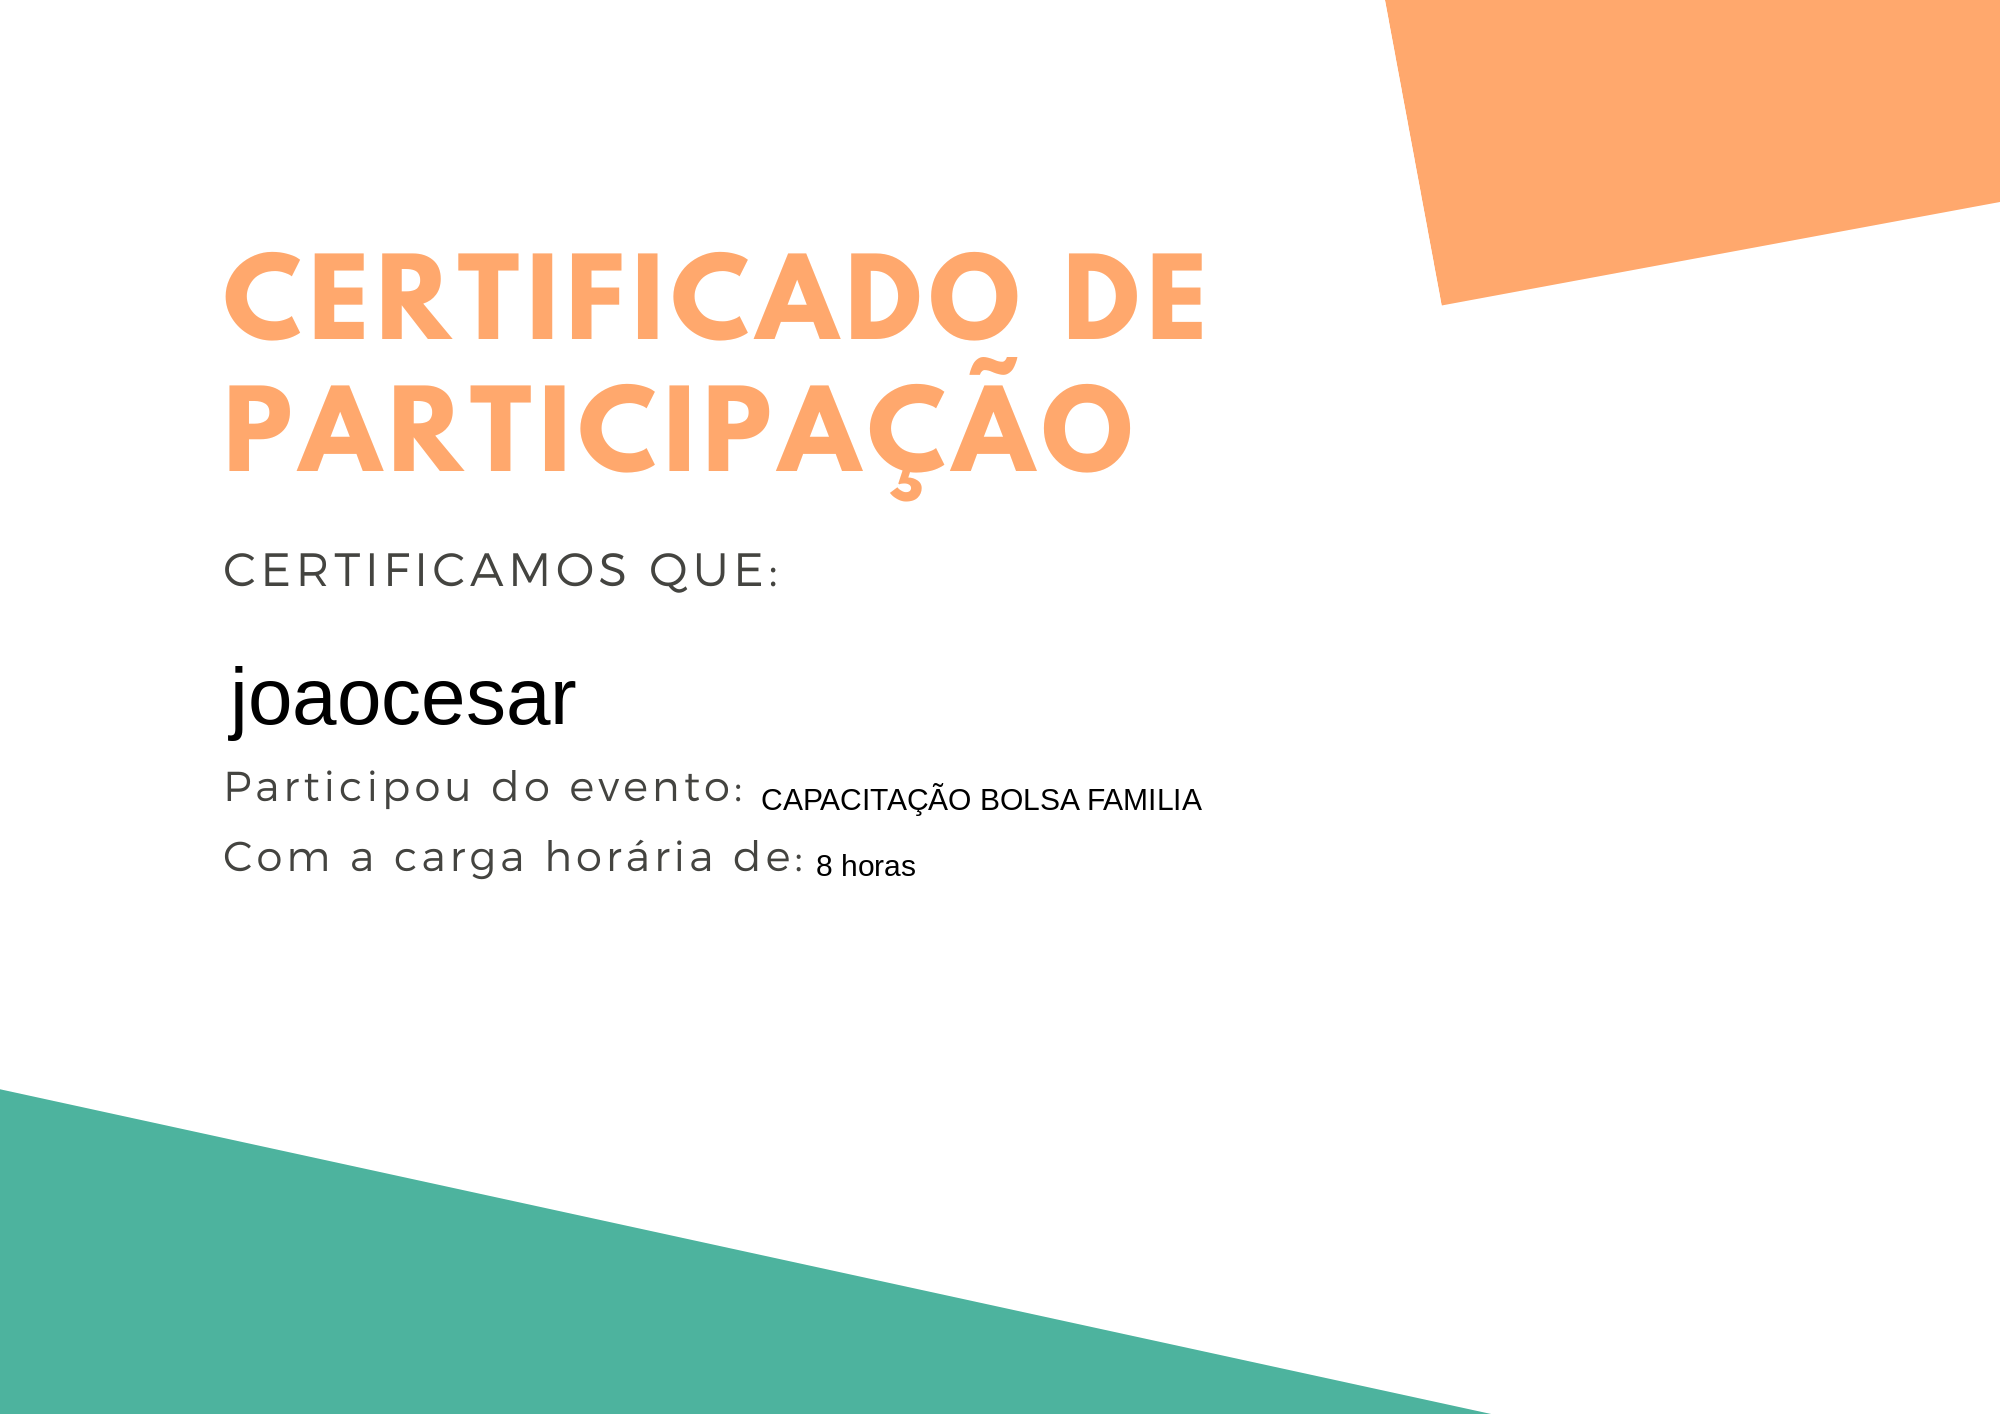 CERTIFICADO DE
PARTICIPAÇÃO
CERTIFICAMOS QUE:
joaocesar
Participou do evento: CAPACITAÇÃO BOLSA FAMILIA
Com a carga horária de: 8 horas